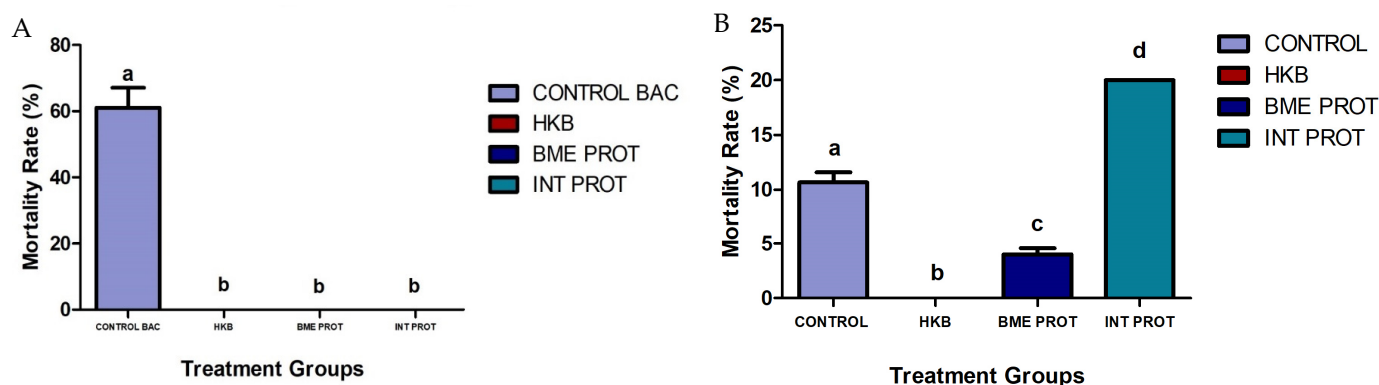 A
Mortality Rate (%)
80
60
40
20
0
a
b
b
b
CONTROL BAC
HKB
BME PROT
INT PROT
Treatment Groups
CONTROL BAC
HKB
BME PROT
INT PROT
B
Mortality Rate (%)
25
20
15
10
5
0
a
b
c
d
CONTROL
HKB
BME PROT
INT PROT
Treatment Groups
CONTROL
HKB
BME PROT
INT PROT